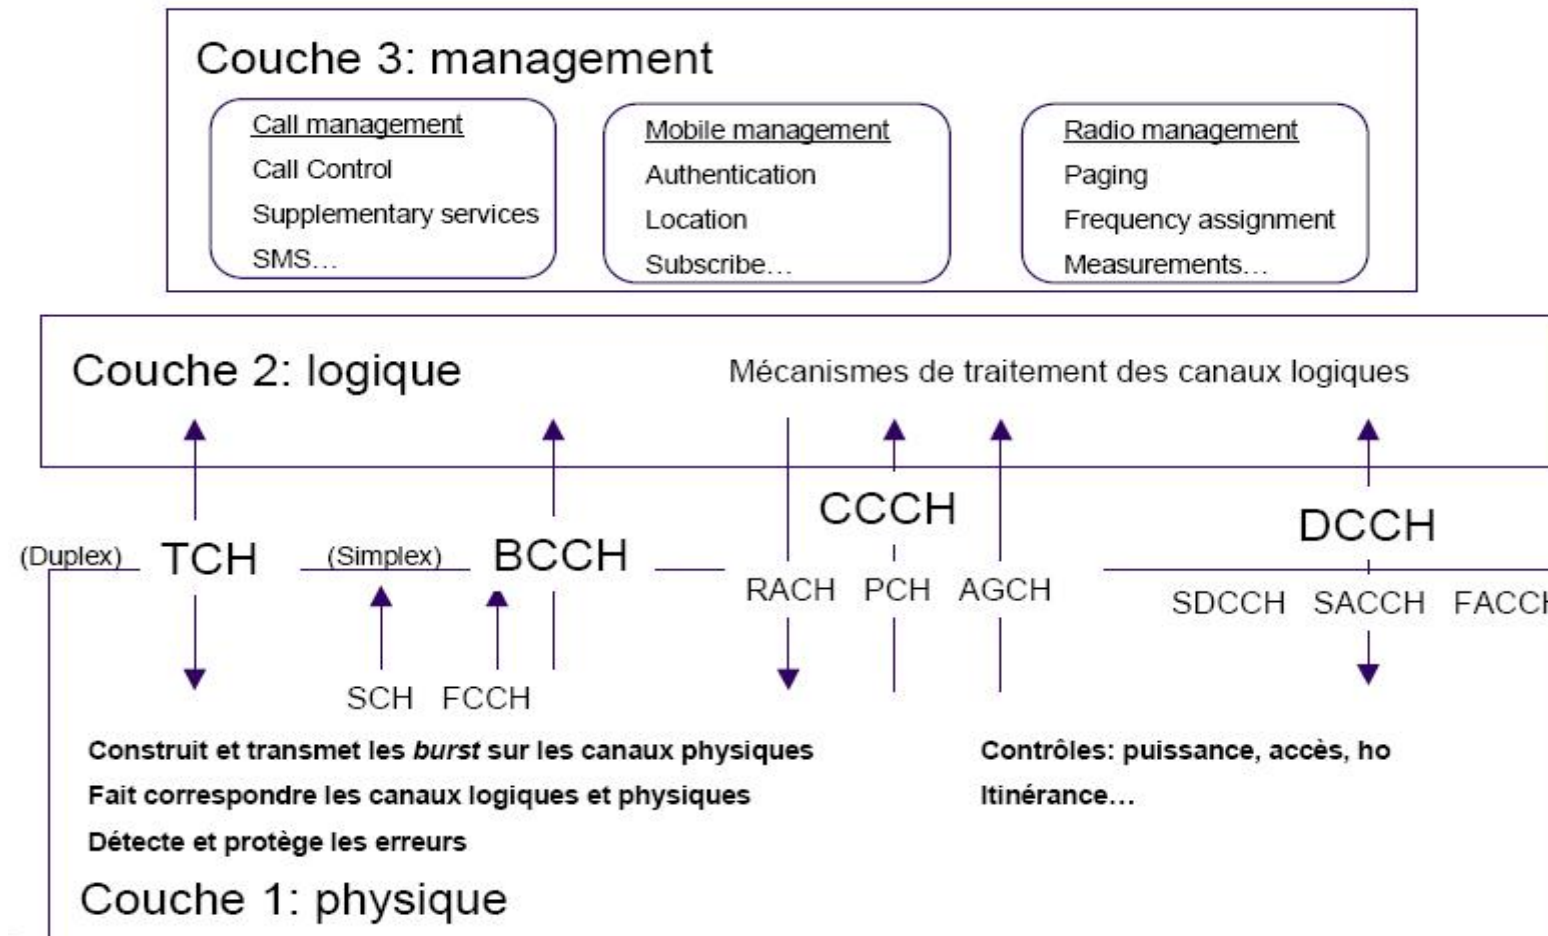 Couche 3: management
Call management
Call Control
Supplementary services
SMS…
Mobile management
Authentication
Location
Subscribe…
Radio management
Paging
Frequency assignment
Measurements…
Couche 2: logique
Mécanismes de traitement des canaux logiques
(Duplex) TCH (Simplex) BCCH
CCCH
RACH PCH AGCH
DCCH
SDCCH SACCH FACCH
SCH FCCH
Construit et transmet les burst sur les canaux physiques
Fait correspondre les canaux logiques et physiques
Détecte et protège les erreurs
Contrôles: puissance, accès, ho
Itinérance…
Couche 1: physique